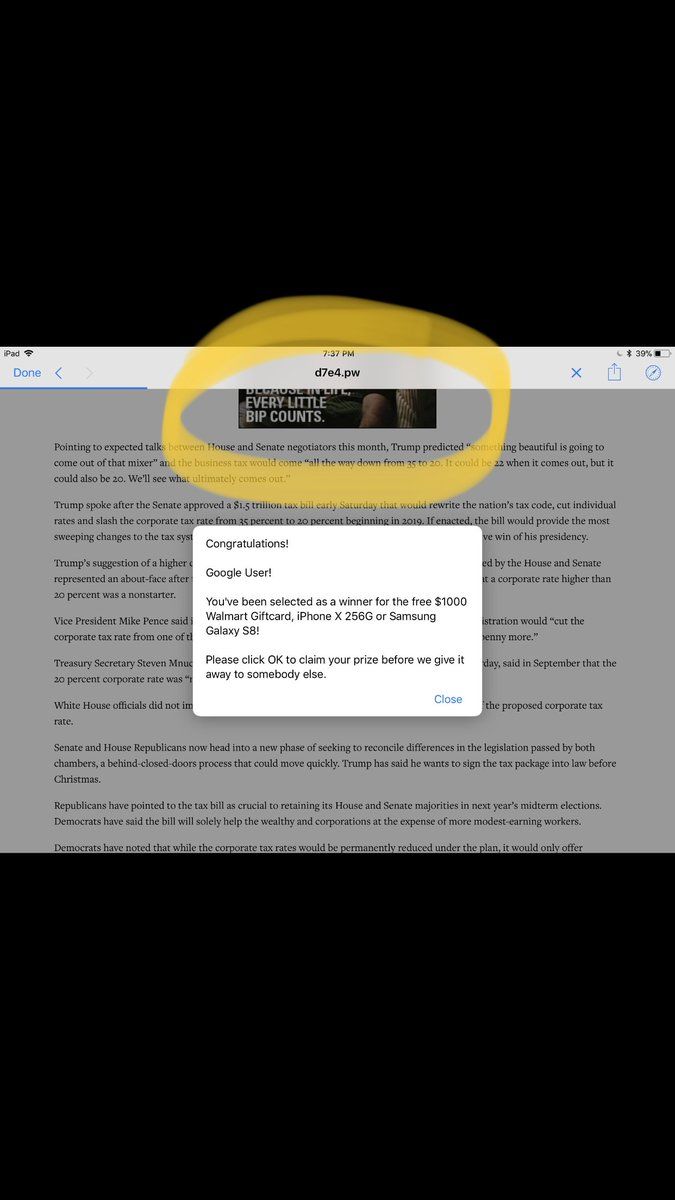 iPad
7:37 PM
39%
Done
d7e4.pw
BECAUSE IN LIFE,
EVERY LITTLE
BIP COUNTS.
Pointing to expected talks between House and Senate negotiators this month, Trump predicted “something beautiful is going to
come out of that mixer” and the business tax would come “all the way down from 35 to 20. It could be 22 when it comes out, but it
could also be 20. We’ll see what ultimately comes out.”
Trump spoke after the Senate approved a $1.5 trillion tax bill early Saturday that would rewrite the nation’s tax code, cut individual
rates and slash the corporate tax rate from 35 percent to 20 percent beginning in 2019. If enacted, the bill would provide the most
sweeping changes to the tax syst
ve win of his presidency.
Trump’s suggestion of a higher c
ed by the House and Senate
represented an about-face after
t a corporate rate higher than
20 percent was a nonstarter.
Vice President Mike Pence said i
istration would “cut the
corporate tax rate from one of th
penny more.”
Treasury Secretary Steven Mnuc
day, said in September that the
20 percent corporate rate was “r
White House officials did not im
f the proposed corporate tax
rate.
Congratulations!
Google User!
You've been selected as a winner for the free $1000
Walmart Giftcard, iPhone X 256G or Samsung
Galaxy S8!
Please click OK to claim your prize before we give it
away to somebody else.
Close
Senate and House Republicans now head into a new phase of seeking to reconcile differences in the legislation passed by both
chambers, a behind-closed-doors process that could move quickly. Trump has said he wants to sign the tax package into law before
Christmas.
Republicans have pointed to the tax bill as crucial to retaining its House and Senate majorities in next year’s midterm elections.
Democrats have said the bill will solely help the wealthy and corporations at the expense of more modest-earning workers.
Democrats have noted that while the corporate tax rates would be permanently reduced under the plan, it would only offer